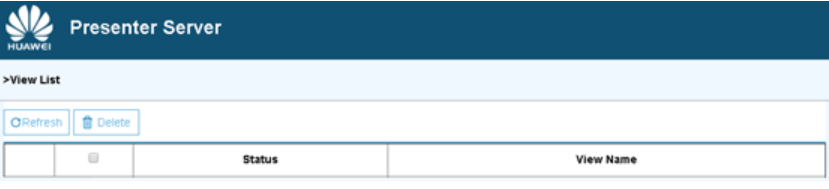 HUAWEI
Presenter Server
>View List
Refresh Delete
Status View Name